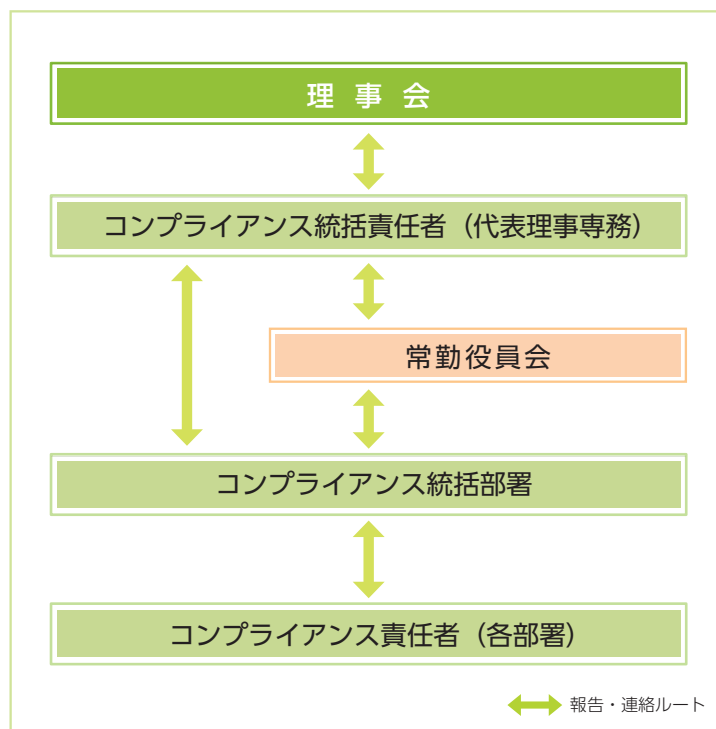 理事会
コンプライアンス統括責任者（代表理事専務）
常勤役員会
コンプライアンス統括部署
コンプライアンス責任者（各部署）
報告・連絡ルート